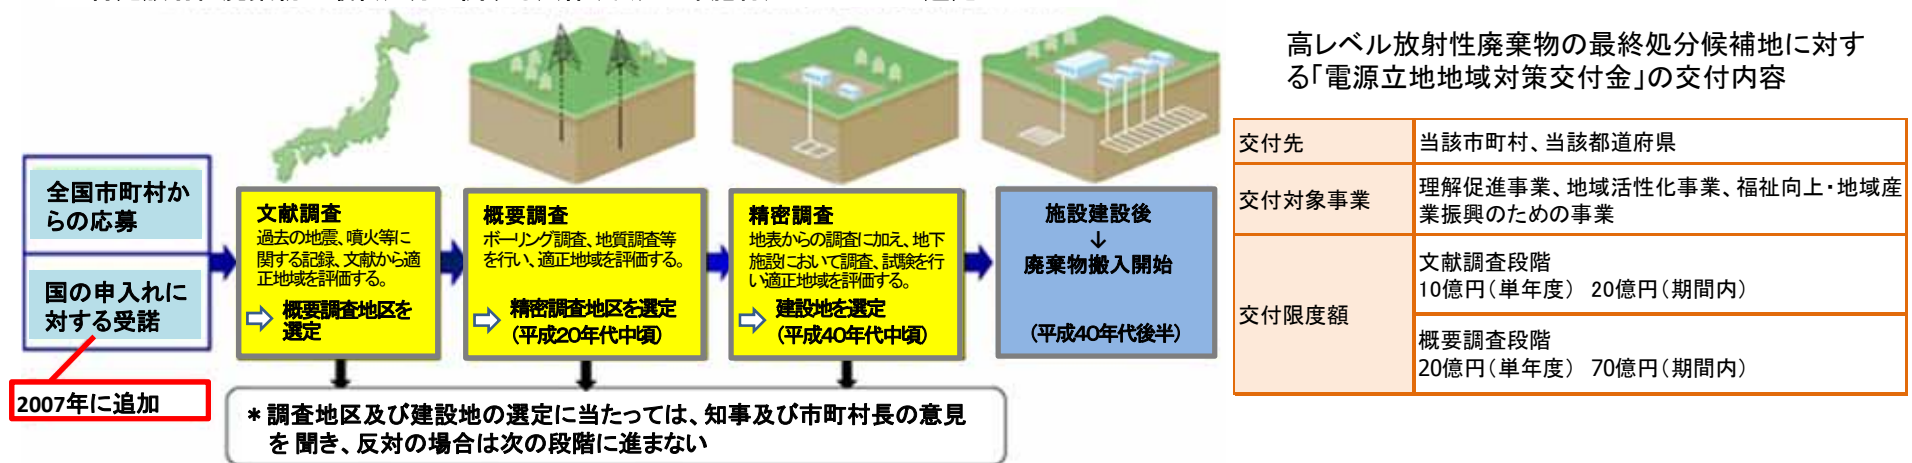 全国市町村か
らの応募
国の申入れに
対する受諾
2007年に追加
文献調査
過去の地震、噴火等に
関する記録、文献から適
正地域を評価する。
概要調査地区を
選定
概要調査
ボーリング調査、地質調査等
を行い、適正地域を評価する。
精密調査地区を選定
(平成20年代中頃)
精密調査
地表からの調査に加え、地下
施設において調査、試験を行
い適正地域を評価する。
建設地を選定
(平成40年代中頃)
施設建設後
↓
廃棄物搬入開始
(平成40年代後半)
＊調査地区及び建設地の選定に当たっては、知事及び市町村長の意見
を 聞き、反対の場合は次の段階に進まない
高レベル放射性廃棄物の最終処分候補地に対す
る「電源立地地域対策交付金」の交付内容
交付先
当該市町村、当該都道府県
交付対象事業
理解促進事業、地域活性化事業、福祉向上・地域産
業振興のための事業
交付限度額
文献調査段階
10億円(単年度) 20億円(期間内)
概要調査段階
20億円(単年度) 70億円(期間内)